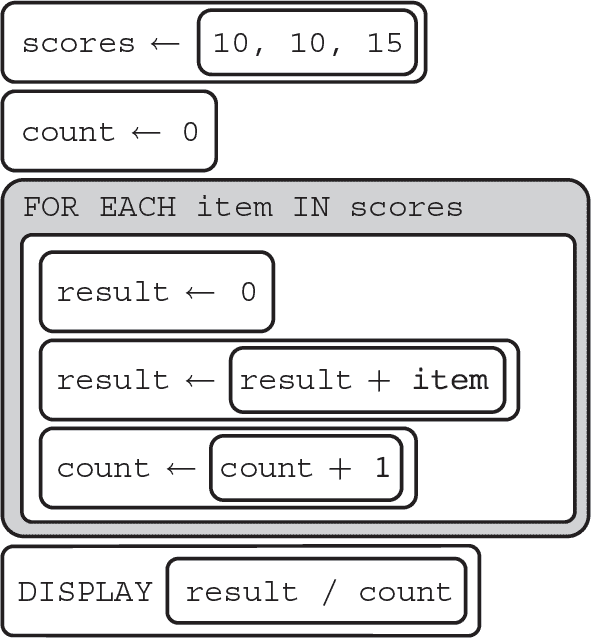 scores ← 10, 10, 15
count ← 0
FOR EACH item IN scores
result ← 0
result ← result + item
count ← count + 1
DISPLAY result / count